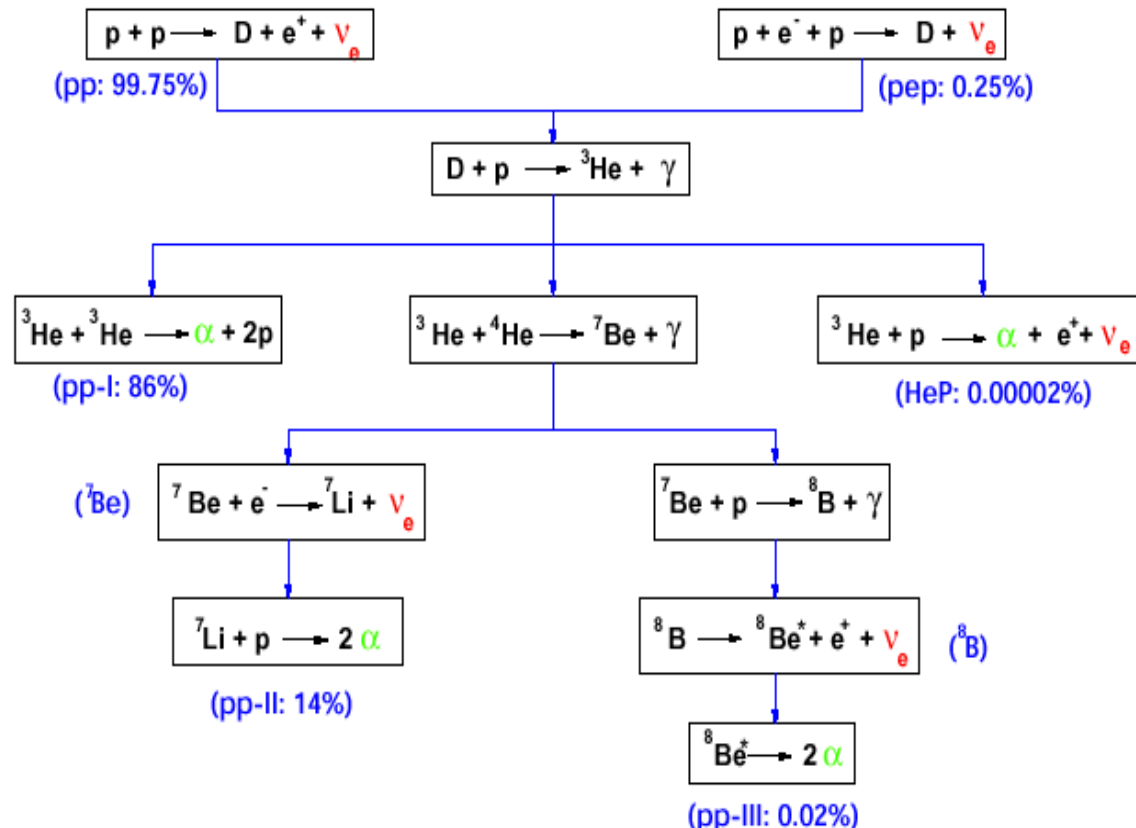 p + p → D + e⁺ + νₑ
p + e⁻ + p → D + νₑ
(pp: 99.75%)
(pep: 0.25%)
D + p → ³He + γ
³He + ³He → α + 2p
³He + ⁴He → ⁷Be + γ
³He + p → α + e⁺ + νₑ
(pp-I: 86%)
(HeP: 0.00002%)
(⁷Be)
⁷Be + e⁻ → ⁷Li + νₑ
⁷Be + p → ⁸B + γ
⁷Li + p → 2 α
⁸B → ⁸Be* + e⁺ + νₑ
(⁸B)
(pp-II: 14%)
⁸Be* → 2 α
(pp-III: 0.02%)